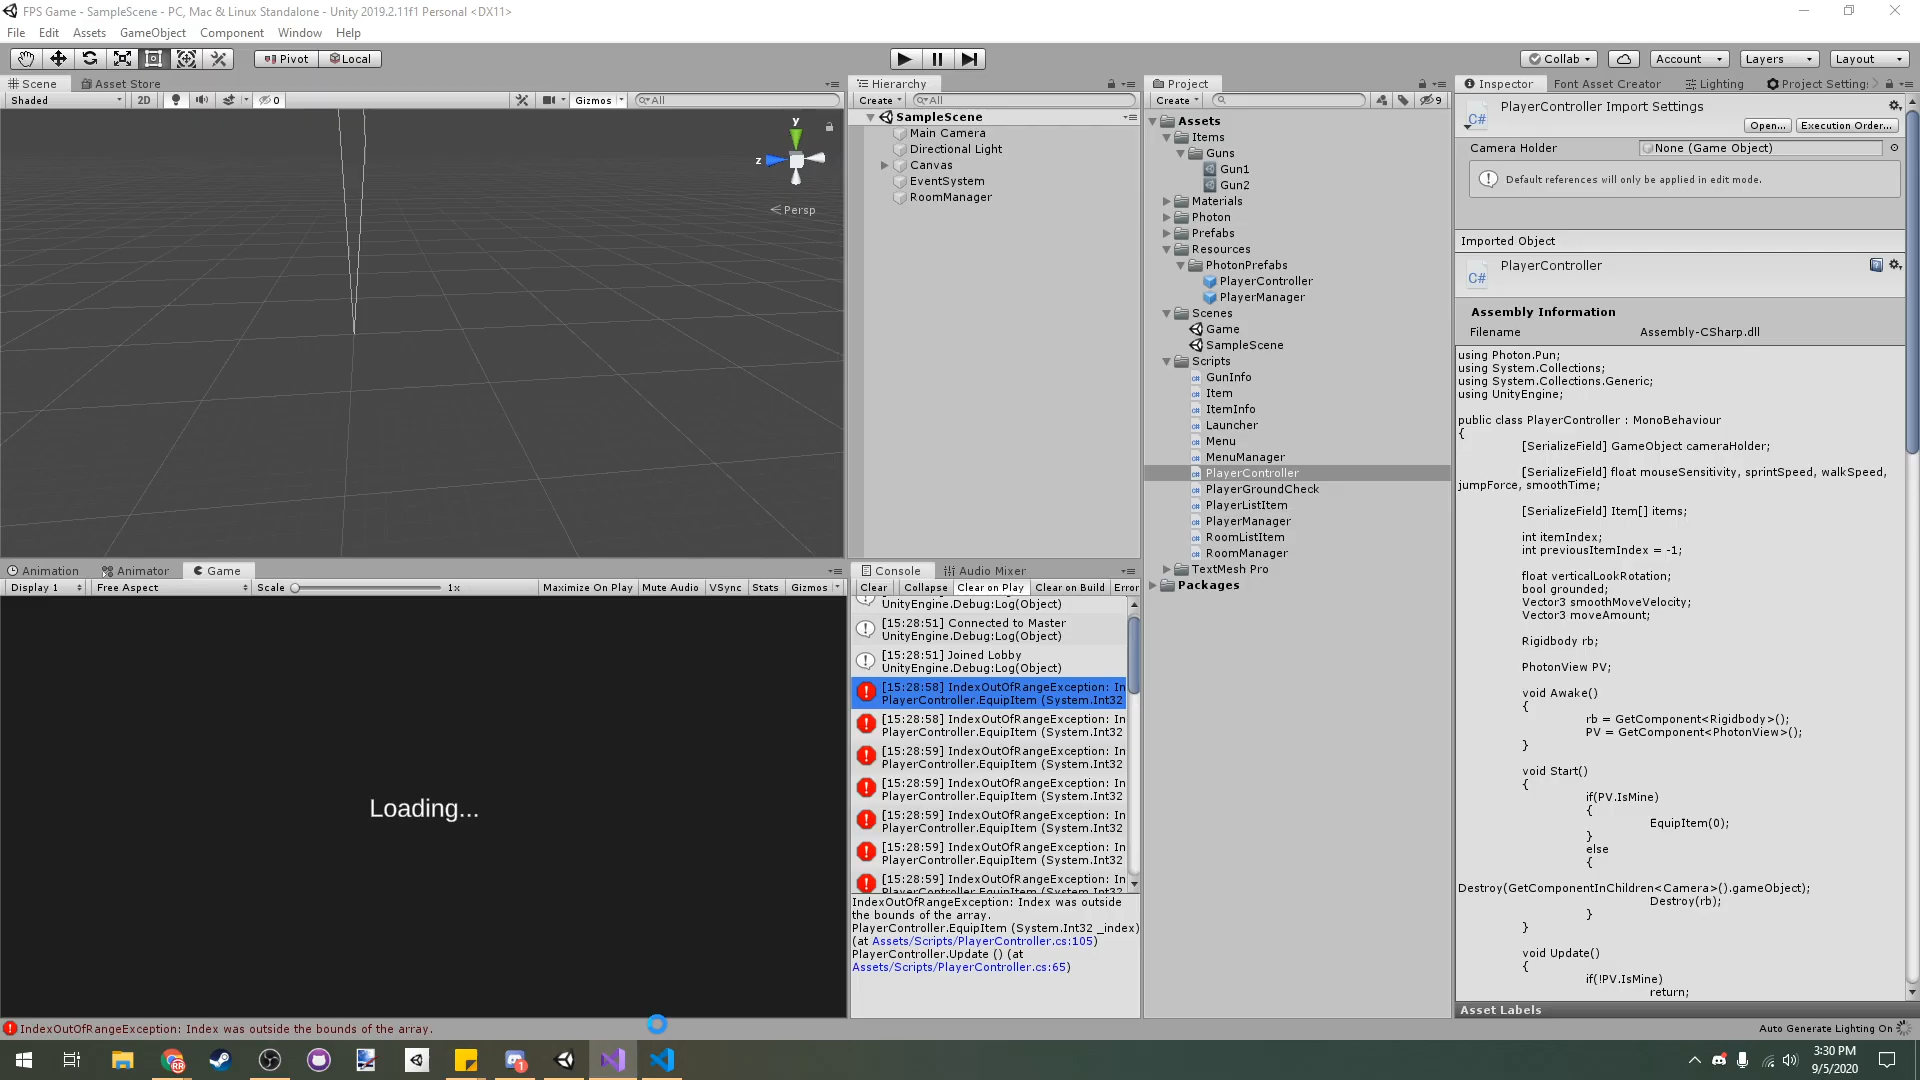 FPS Game - SampleScene - PC, Mac & Linux Standalone - Unity 2019.2.11f1 Personal <DX11>
File Edit Assets GameObject Component Window Help
Pivot Local Collab Account Layers Layout
Scene Asset Store
Shaded 2D 0 Gizmos All
y
z
Persp
Animation Animator Game
Display 1 Free Aspect Scale 1x Maximize On Play Mute Audio VSync Stats Gizmos
Loading...
Hierarchy
Create All
SampleScene
Main Camera
Directional Light
Canvas
EventSystem
RoomManager
Console Audio Mixer
Clear Collapse Clear on Play Clear on Build Error
UnityEngine.Debug:Log(Object)
[15:28:51] Connected to Master
UnityEngine.Debug:Log(Object)
[15:28:51] Joined Lobby
UnityEngine.Debug:Log(Object)
[15:28:58] IndexOutOfRangeException: In
PlayerController.EquipItem (System.Int32
[15:28:58] IndexOutOfRangeException: In
PlayerController.EquipItem (System.Int32
[15:28:59] IndexOutOfRangeException: In
PlayerController.EquipItem (System.Int32
[15:28:59] IndexOutOfRangeException: In
PlayerController.EquipItem (System.Int32
[15:28:59] IndexOutOfRangeException: In
PlayerController.EquipItem (System.Int32
[15:28:59] IndexOutOfRangeException: In
PlayerController.EquipItem (System.Int32
[15:28:59] IndexOutOfRangeException: In
PlayerController.EquipItem (System.Int32
IndexOutOfRangeException: Index was outside
the bounds of the array.
PlayerController.EquipItem (System.Int32 _index)
(at Assets/Scripts/PlayerController.cs:105)
PlayerController.Update () (at
Assets/Scripts/PlayerController.cs:65)
Project
Create 9
Assets
Items
Guns
Gun1
Gun2
Materials
Photon
Prefabs
Resources
PhotonPrefabs
PlayerController
PlayerManager
Scenes
Game
SampleScene
Scripts
GunInfo
Item
ItemInfo
Launcher
Menu
MenuManager
PlayerController
PlayerGroundCheck
PlayerListItem
PlayerManager
RoomListItem
RoomManager
TextMesh Pro
Packages
Inspector Font Asset Creator Lighting Project Setting
PlayerController Import Settings
C#
Open... Execution Order...
Camera Holder None (Game Object)
Default references will only be applied in edit mode.
Imported Object
PlayerController
C#
Assembly Information
Filename Assembly-CSharp.dll
using Photon.Pun;
using System.Collections;
using System.Collections.Generic;
using UnityEngine;
public class PlayerController : MonoBehaviour
{
[SerializeField] GameObject cameraHolder;
[SerializeField] float mouseSensitivity, sprintSpeed, walkSpeed,
jumpForce, smoothTime;
[SerializeField] Item[] items;
int itemIndex;
int previousItemIndex = -1;
float verticalLookRotation;
bool grounded;
Vector3 smoothMoveVelocity;
Vector3 moveAmount;
Rigidbody rb;
PhotonView PV;
void Awake()
{
rb = GetComponent<Rigidbody>();
PV = GetComponent<PhotonView>();
}
void Start()
{
if(PV.IsMine)
{
EquipItem(0);
}
else
{
Destroy(GetComponentInChildren<Camera>().gameObject);
Destroy(rb);
}
}
void Update()
{
if(!PV.IsMine)
return;
Asset Labels
IndexOutOfRangeException: Index was outside the bounds of the array.
Auto Generate Lighting On
3:30 PM
9/5/2020